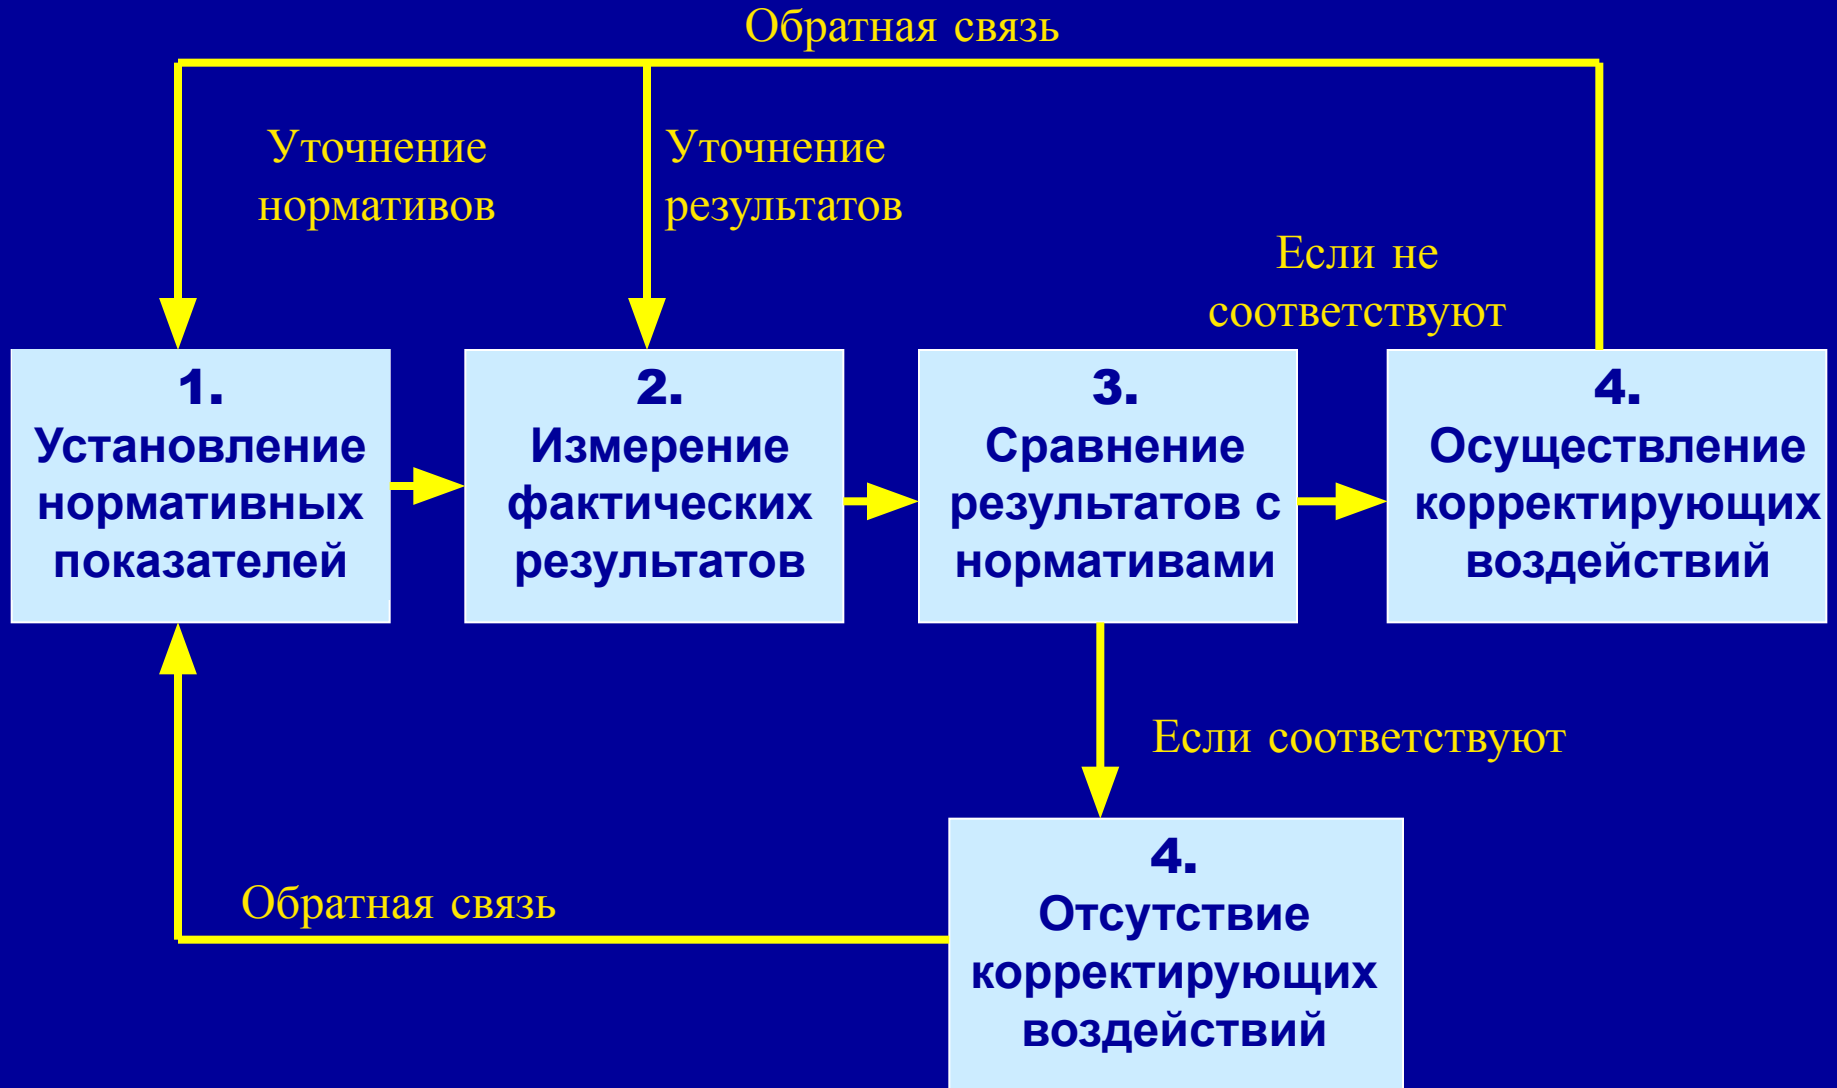 Обратная связь
Уточнение
нормативов
Уточнение
результатов
Если не
соответствуют
1.
Установление
нормативных
показателей
2.
Измерение
фактических
результатов
3.
Сравнение
результатов с
нормативами
4.
Осуществление
корректирующих
воздействий
Если соответствуют
Обратная связь
4.
Отсутствие
корректирующих
воздействий